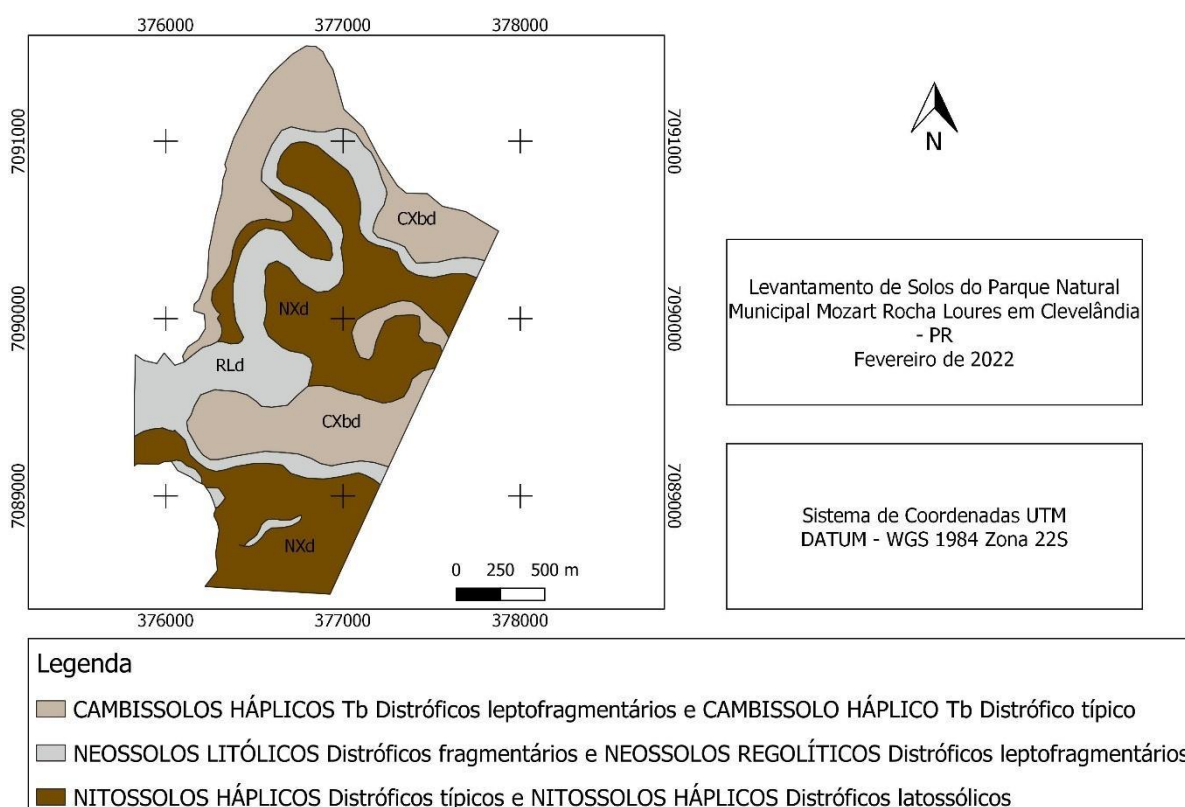 376000 377000 378000
7091000
7090000
7089000
CXbd
NXd
RLd
CXbd
NXd
0 250 500 m
7091000
7090000
7089000
376000 377000 378000
N
Levantamento de Solos do Parque Natural
Municipal Mozart Rocha Loures em Clevelândia
- PR
Fevereiro de 2022
Sistema de Coordenadas UTM
DATUM - WGS 1984 Zona 22S
Legenda
CAMBISSOLOS HÁPLICOS Tb Distróficos leptofragmentários e CAMBISSOLO HÁPLICO Tb Distrófico típico
NEOSSOLOS LITÓLICOS Distróficos fragmentários e NEOSSOLOS REGOLÍTICOS Distróficos leptofragmentários
NITOSSOLOS HÁPLICOS Distróficos típicos e NITOSSOLOS HÁPLICOS Distróficos latossólicos